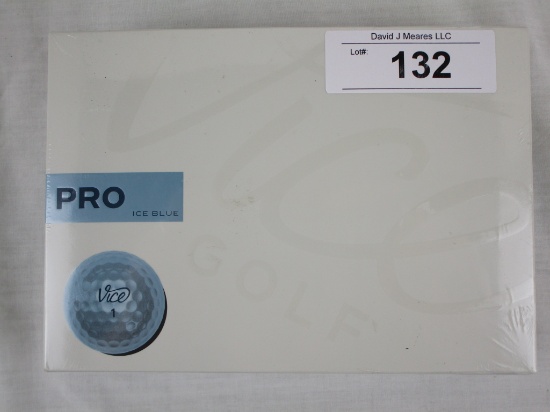 David J Meares LLC
Lot#:
132
Vice
GOLF
PRO
ICE BLUE
Vice
1